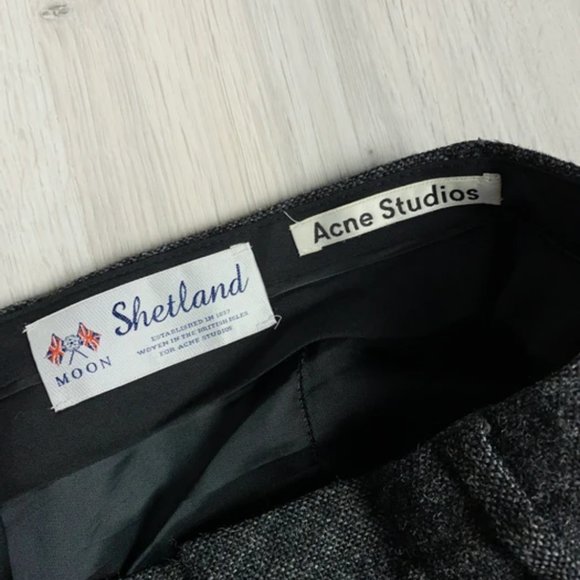 Acne Studios
Shetland
ESTABLISHED IN 1837
WOVEN IN THE BRITISH ISLES
FOR ACNE STUDIOS
MOON